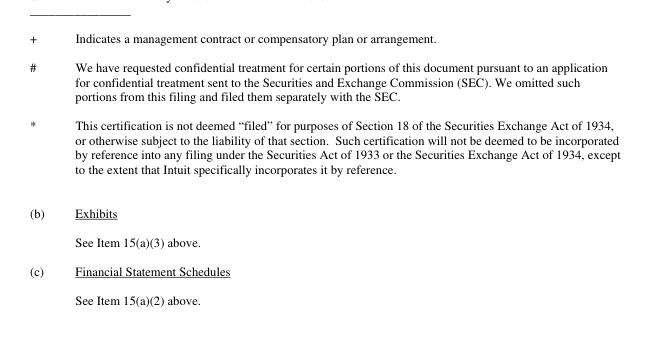 + Indicates a management contract or compensatory plan or arrangement.
# We have requested confidential treatment for certain portions of this document pursuant to an application
for confidential treatment sent to the Securities and Exchange Commission (SEC). We omitted such
portions from this filing and filed them separately with the SEC.
* This certification is not deemed “filed” for purposes of Section 18 of the Securities Exchange Act of 1934,
or otherwise subject to the liability of that section.  Such certification will not be deemed to be incorporated
by reference into any filing under the Securities Act of 1933 or the Securities Exchange Act of 1934, except
to the extent that Intuit specifically incorporates it by reference.
(b) Exhibits
See Item 15(a)(3) above.
(c) Financial Statement Schedules
See Item 15(a)(2) above.